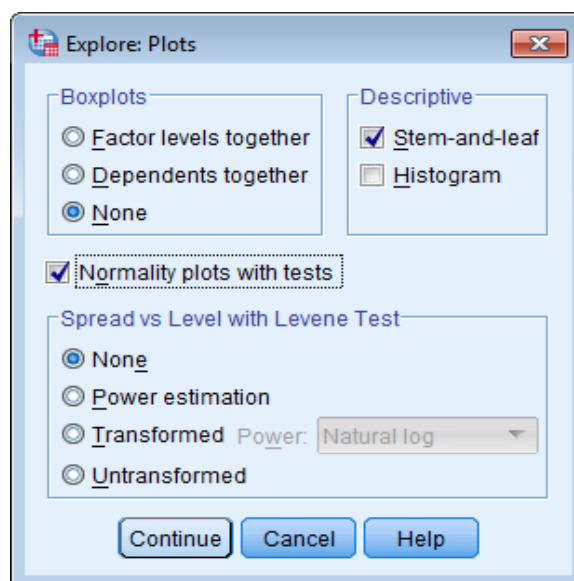 Explore: Plots
Boxplots
Factor levels together
Dependents together
None
Descriptive
Stem-and-leaf
Histogram
Normality plots with tests
Spread vs Level with Levene Test
None
Power estimation
Transformed Power: Natural log
Untransformed
Continue Cancel Help